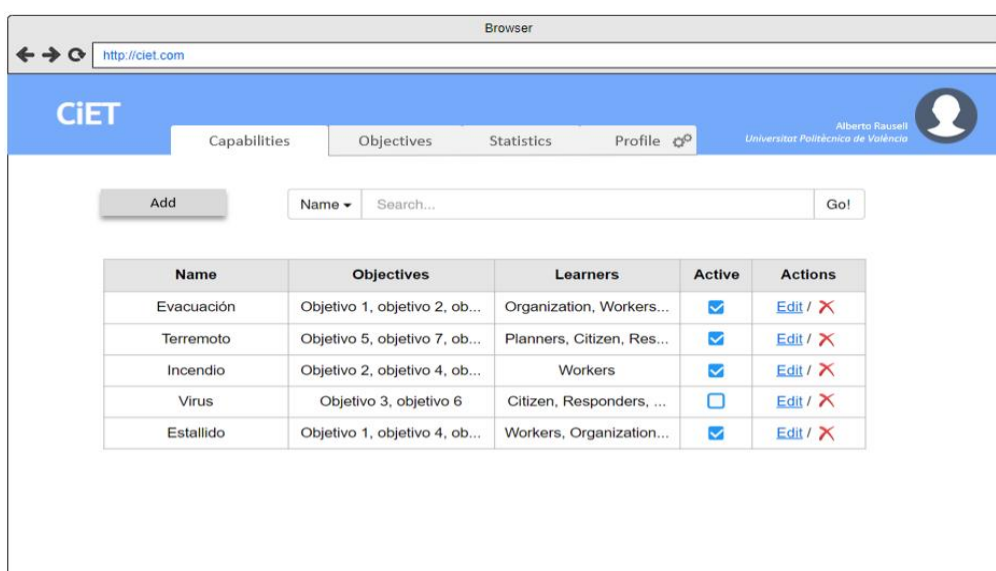 Browser
http://ciet.com
CiET
Alberto Rausell
Universitat Politècnica de València
Capabilities Objectives Statistics Profile
Add Name Search... Go!
Name Objectives Learners Active Actions
Evacuación Objetivo 1, objetivo 2, ob... Organization, Workers... Edit /
Terremoto Objetivo 5, objetivo 7, ob... Planners, Citizen, Res... Edit /
Incendio Objetivo 2, objetivo 4, ob... Workers Edit /
Virus Objetivo 3, objetivo 6 Citizen, Responders, ... Edit /
Estallido Objetivo 1, objetivo 4, ob... Workers, Organization... Edit /